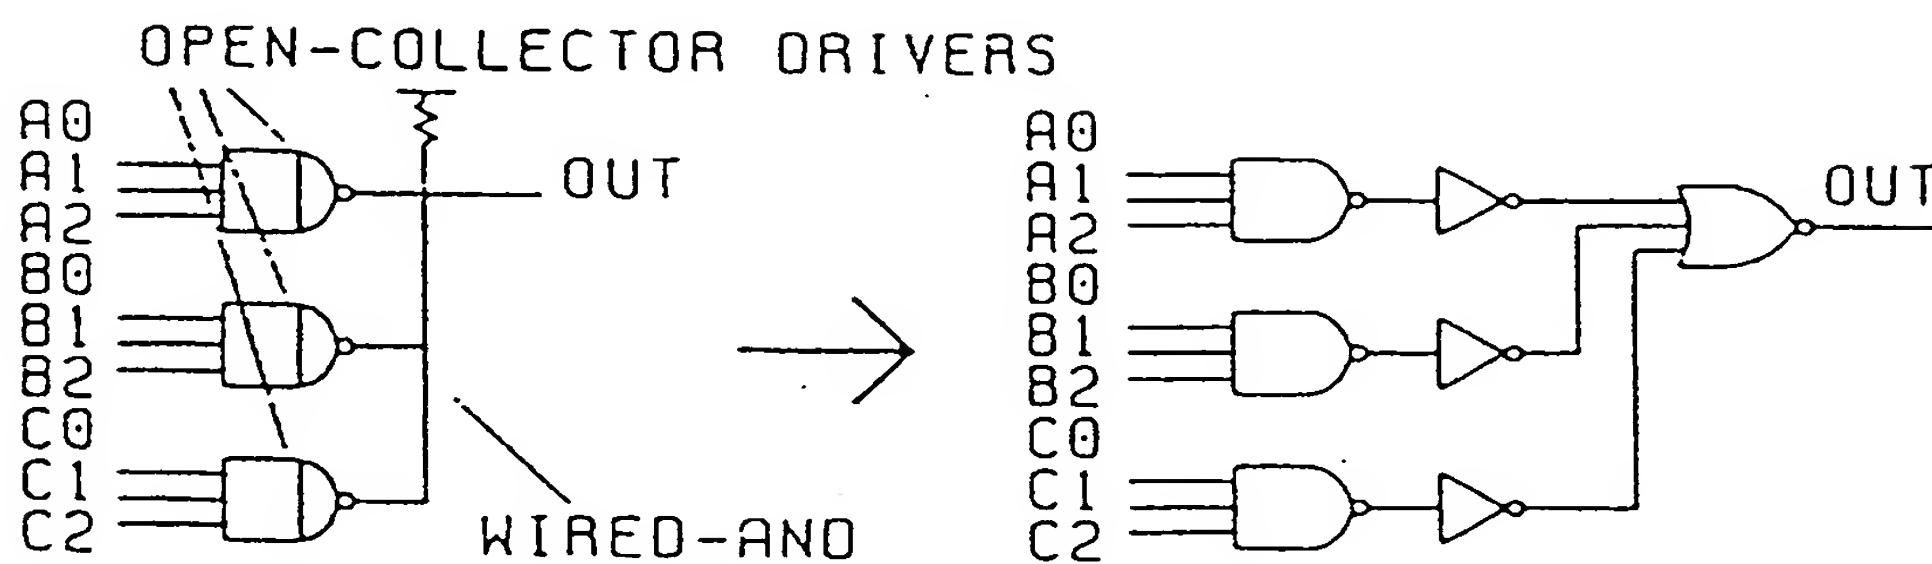 OPEN-COLLECTOR DRIVERS
A0
A1
A2
B0
B1
B2
C0
C1
C2
OUT
WIRED-AND
A0
A1
A2
B0
B1
B2
C0
C1
C2
OUT